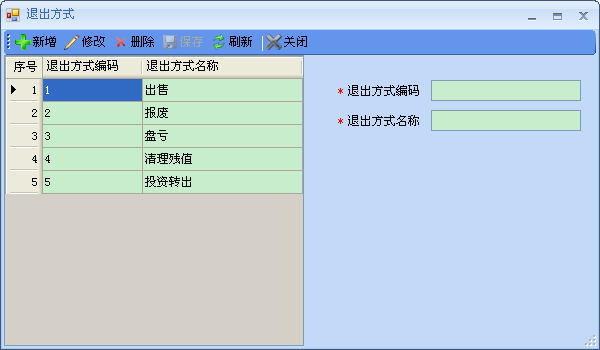 退出方式
新增 修改 删除 保存 刷新 关闭
序号 退出方式编码 退出方式名称
1 1 出售
2 2 报废
3 3 盘亏
4 4 清理残值
5 5 投资转出
* 退出方式编码
* 退出方式名称